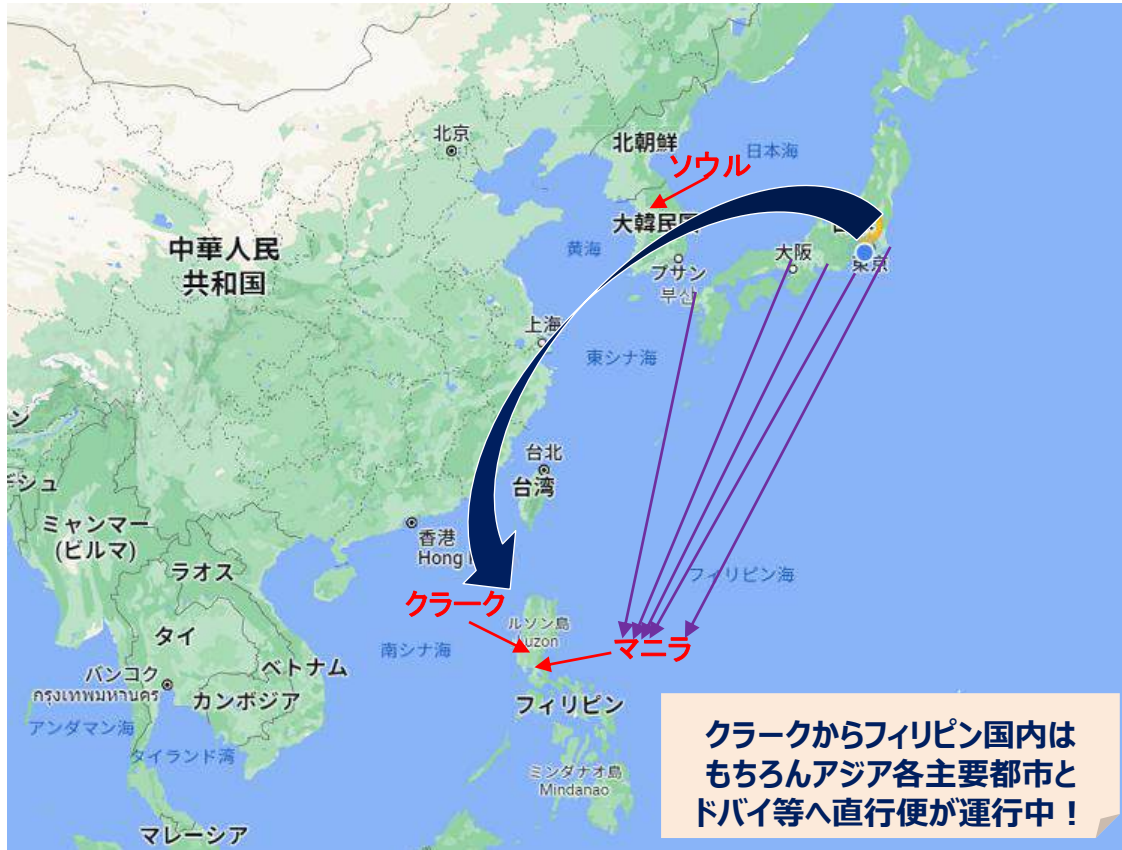 北京
北朝鮮
日本海
ソウル
大韓民国
中華人民
共和国
黄海
プサン
부산
大阪
東京
上海
東シナ海
台北
台湾
香港
Hong
ミャンマー
(ビルマ)
ラオス
フィリピン海
クラーク
ルソン島
Luzon
マニラ
タイ
南シナ海
ベトナム
バンコク
กรุงเทพมหานคร
カンボジア
フィリピン
アンダマン海
タイランド湾
ミンダナオ島
Mindanao
マレーシア
クラークからフィリピン国内は
もちろんアジア各主要都市と
ドバイ等へ直行便が運行中！